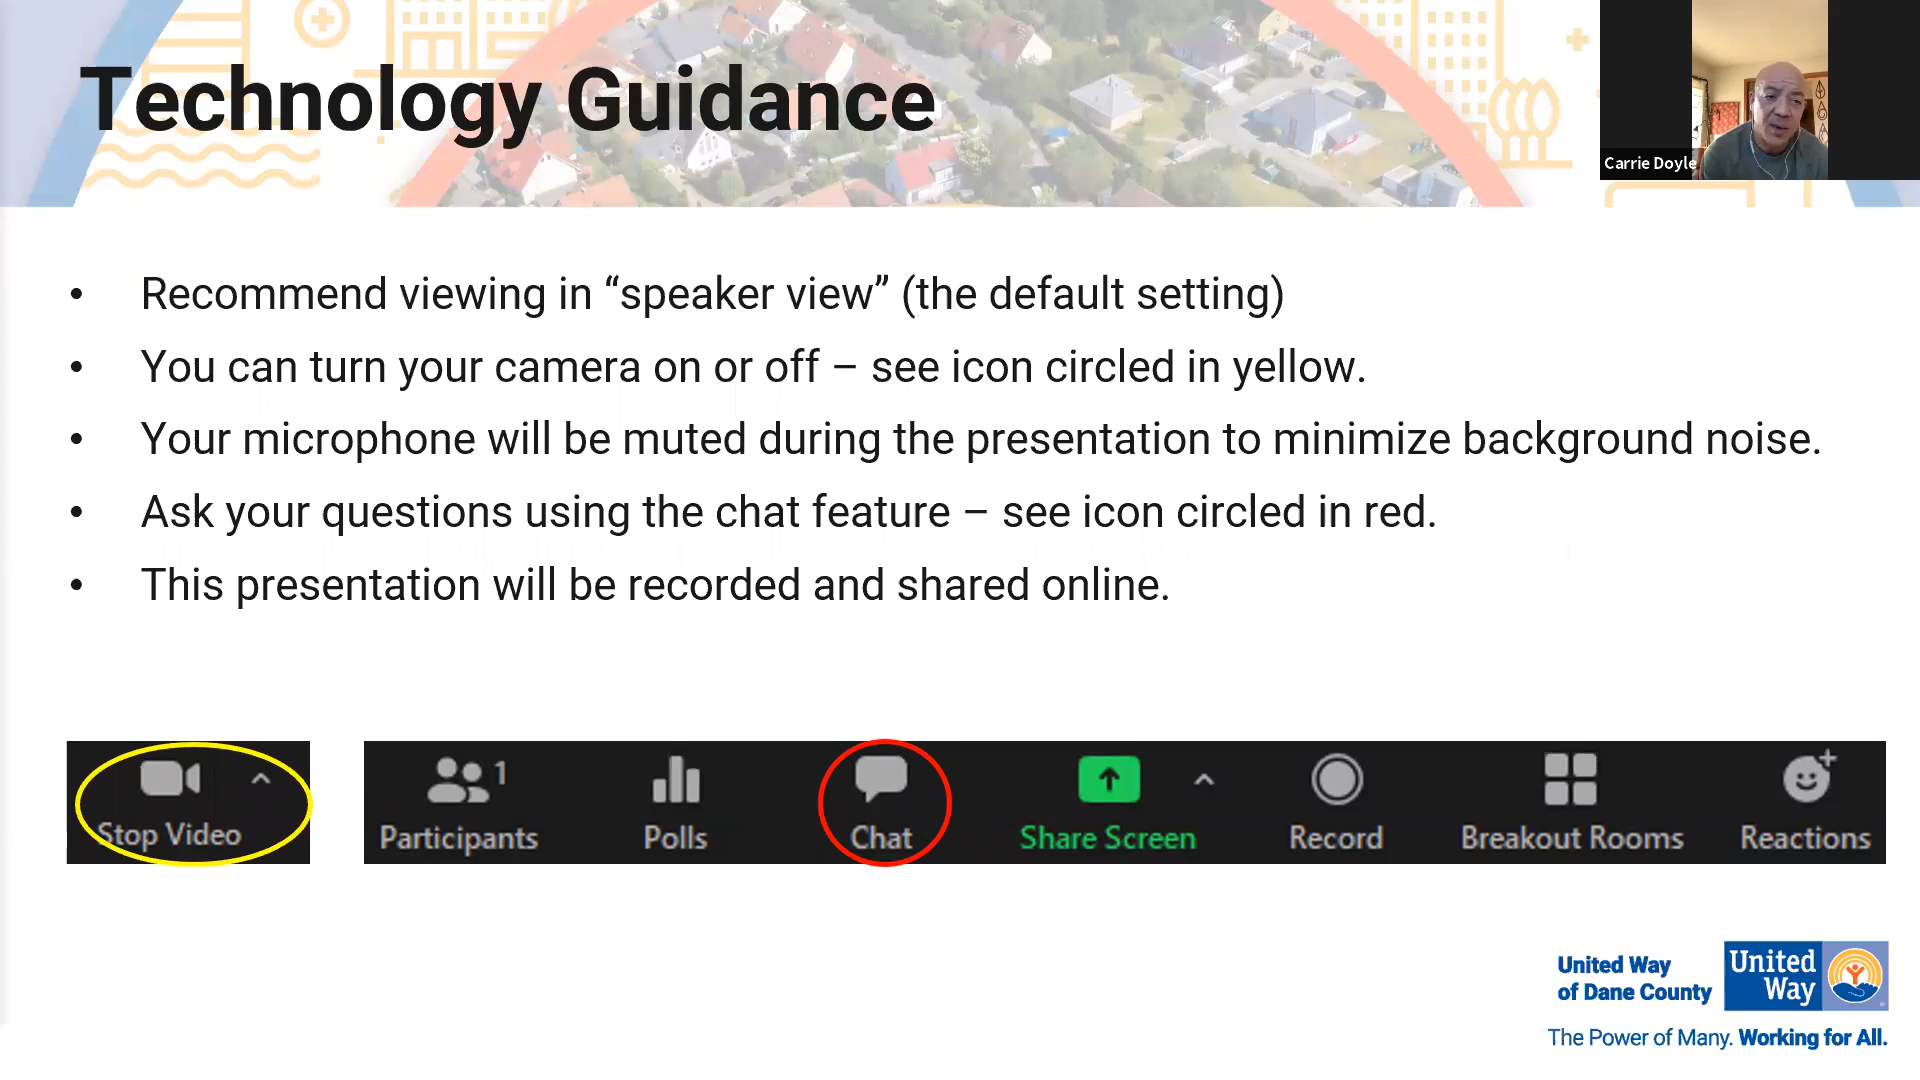 Technology Guidance
Carrie Doyle
• Recommend viewing in “speaker view” (the default setting)
• You can turn your camera on or off – see icon circled in yellow.
• Your microphone will be muted during the presentation to minimize background noise.
• Ask your questions using the chat feature – see icon circled in red.
• This presentation will be recorded and shared online.
Stop Video
1
Participants
Polls
Chat
Share Screen
Record
Breakout Rooms
Reactions
United Way
of Dane County
United
Way
The Power of Many. Working for All.